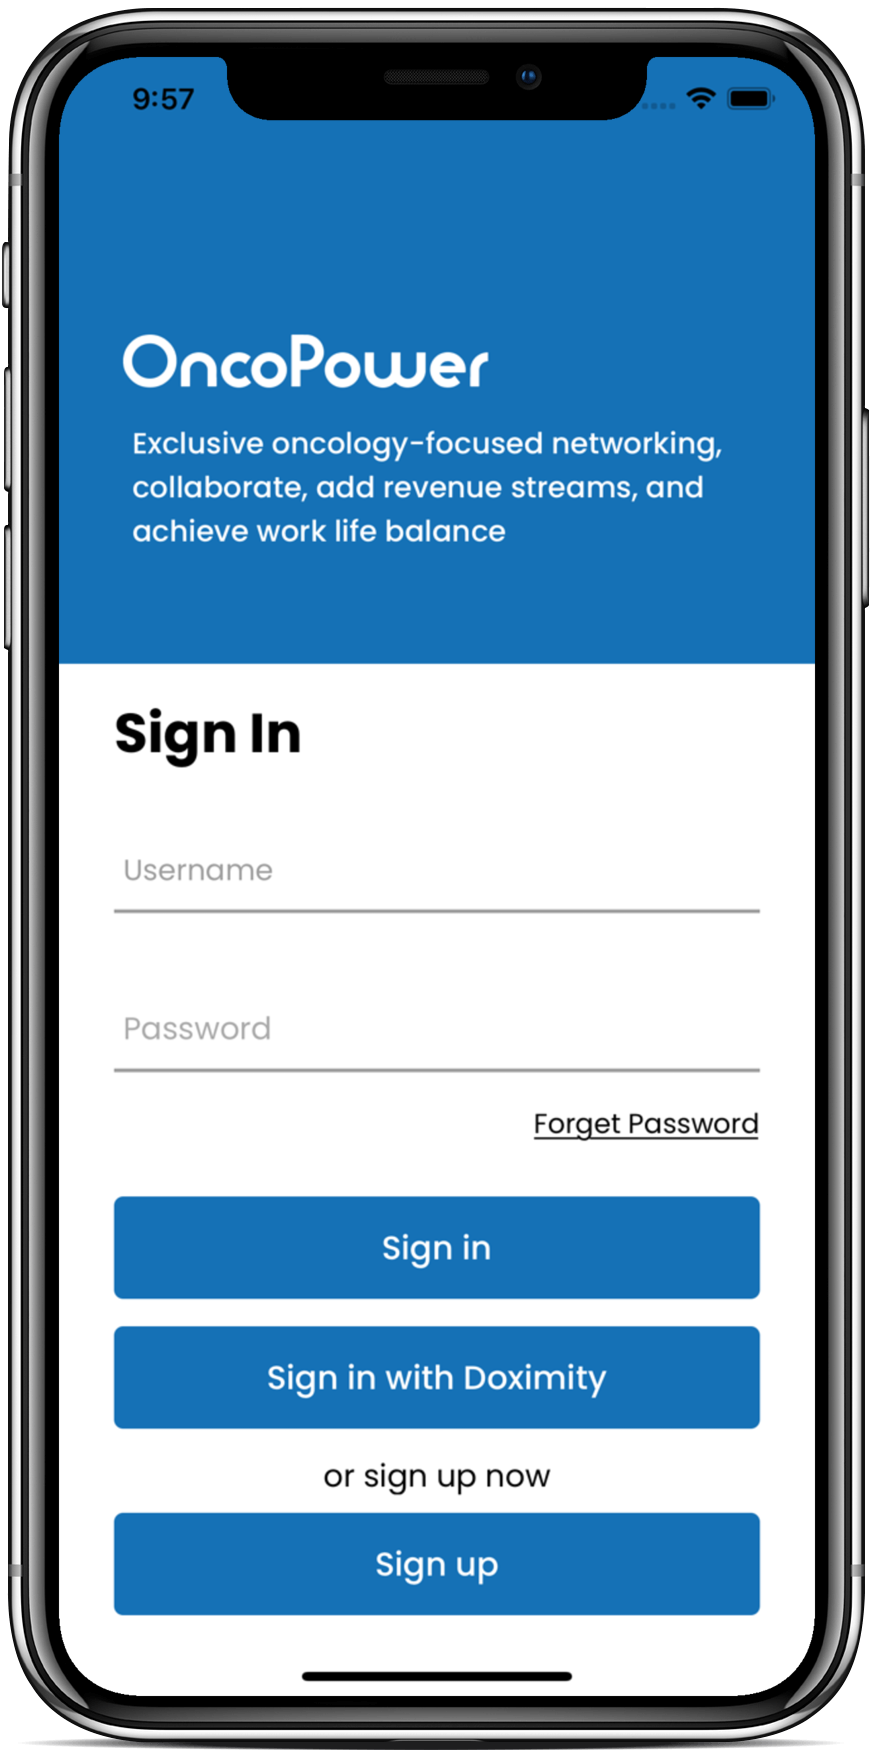 9:57
OncoPower
Exclusive oncology-focused networking,
collaborate, add revenue streams, and
achieve work life balance
Sign In
Username
Password
Forget Password
Sign in
Sign in with Doximity
or sign up now
Sign up